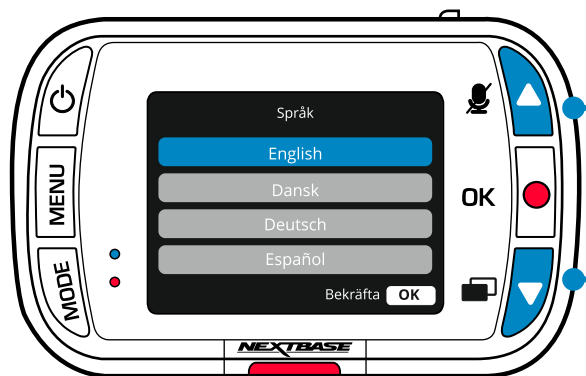 Språk
English
Dansk
Deutsch
Español
Bekräfta OK
MENU
MODE
OK
NEXTBASE